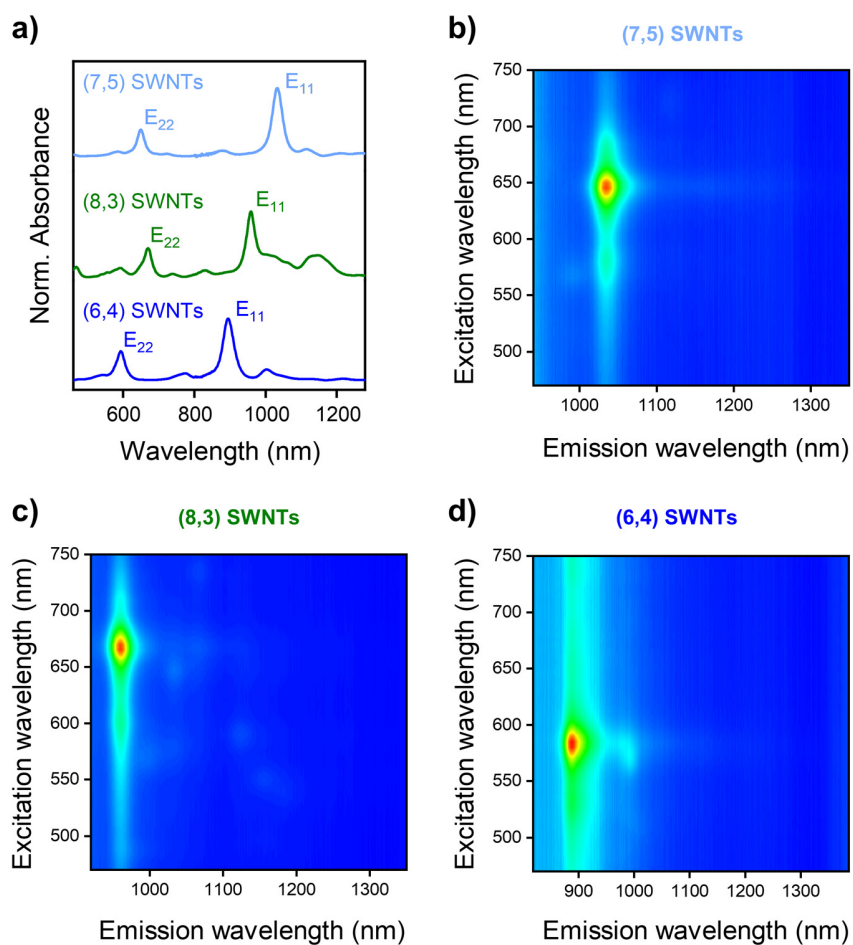 a)
(7,5) SWNTs
E22
E11
(8,3) SWNTs
E22
E11
(6,4) SWNTs
E22
E11
Norm. Absorbance
600 800 1000 1200
Wavelength (nm)
b)
(7,5) SWNTs
Excitation wavelength (nm)
750
700
650
600
550
500
1000 1100 1200 1300
Emission wavelength (nm)
c)
(8,3) SWNTs
Excitation wavelength (nm)
750
700
650
600
550
500
1000 1100 1200 1300
Emission wavelength (nm)
d)
(6,4) SWNTs
Excitation wavelength (nm)
750
700
650
600
550
500
900 1000 1100 1200 1300
Emission wavelength (nm)